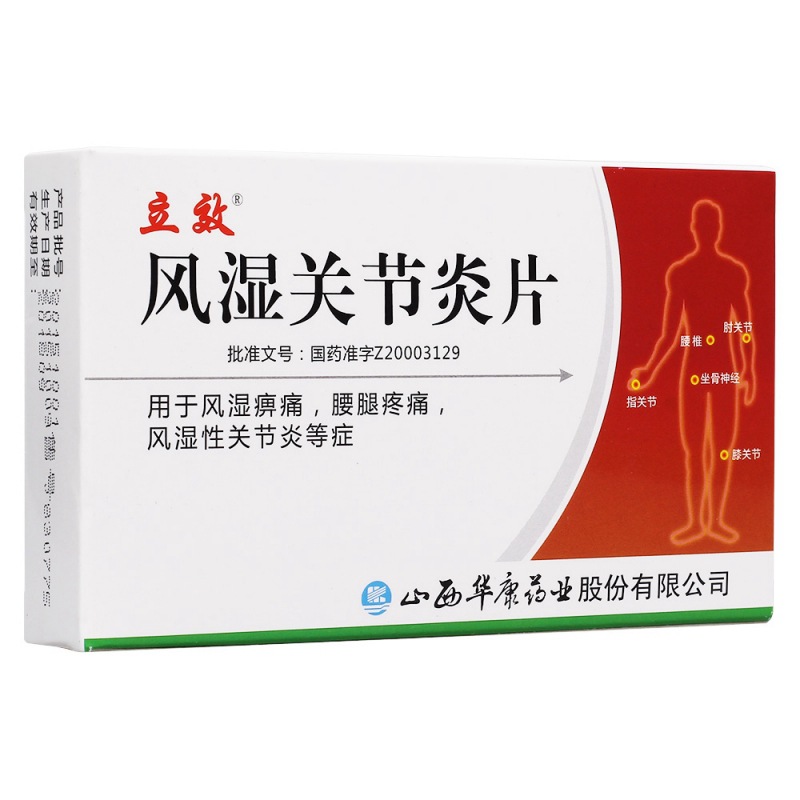 立效®
风湿关节炎片
批准文号：国药准字Z20003129
用于风湿痹痛，腰腿疼痛，
风湿性关节炎等症
肘关节
腰椎
坐骨神经
指关节
膝关节
山西华康药业股份有限公司
产品批号：
生产日期：
有效期至：